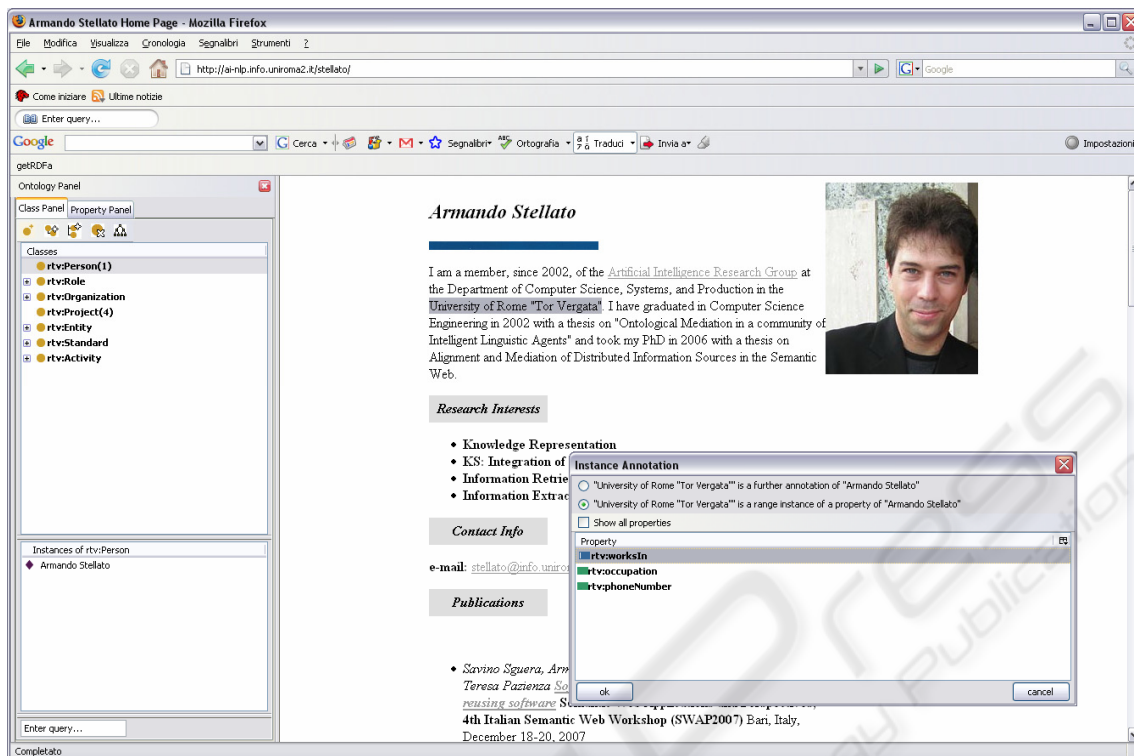 Armando Stellato Home Page - Mozilla Firefox
File Modifica Visualizza Cronologia Segnalibri Strumenti ?
http://ai-nlp.info.uniroma2.it/stellato/
Google
Come iniziare Ultime notizie
Enter query...
Google Cerca Segnalibri Ortografia Traduci Invia a Impostazioni
getRDFa
Ontology Panel
Class Panel Property Panel
Classes
rtv:Person(1)
rtv:Role
rtv:Organization
rtv:Project(4)
rtv:Entity
rtv:Standard
rtv:Activity
Instances of rtv:Person
Armando Stellato
Enter query...
Armando Stellato
I am a member, since 2002, of the Artificial Intelligence Research Group at
the Department of Computer Science, Systems, and Production in the
University of Rome "Tor Vergata". I have graduated in Computer Science
Engineering in 2002 with a thesis on "Ontological Mediation in a community of
Intelligent Linguistic Agents" and took my PhD in 2006 with a thesis on
Alignment and Mediation of Distributed Information Sources in the Semantic
Web.
Research Interests
Knowledge Representation
KS: Integration of
Information Retrie
Information Extrac
Contact Info
e-mail: stellato@info.uniro
Publications
Savino Sguera, Arm
Teresa Pazienza So
reusing software
4th Italian Semantic Web Workshop (SWAP2007) Bari, Italy,
December 18-20, 2007
Instance Annotation
"University of Rome "Tor Vergata"" is a further annotation of "Armando Stellato"
"University of Rome "Tor Vergata"" is a range instance of a property of "Armando Stellato"
Show all properties
Property
rtv:worksIn
rtv:occupation
rtv:phoneNumber
ok cancel
Completato